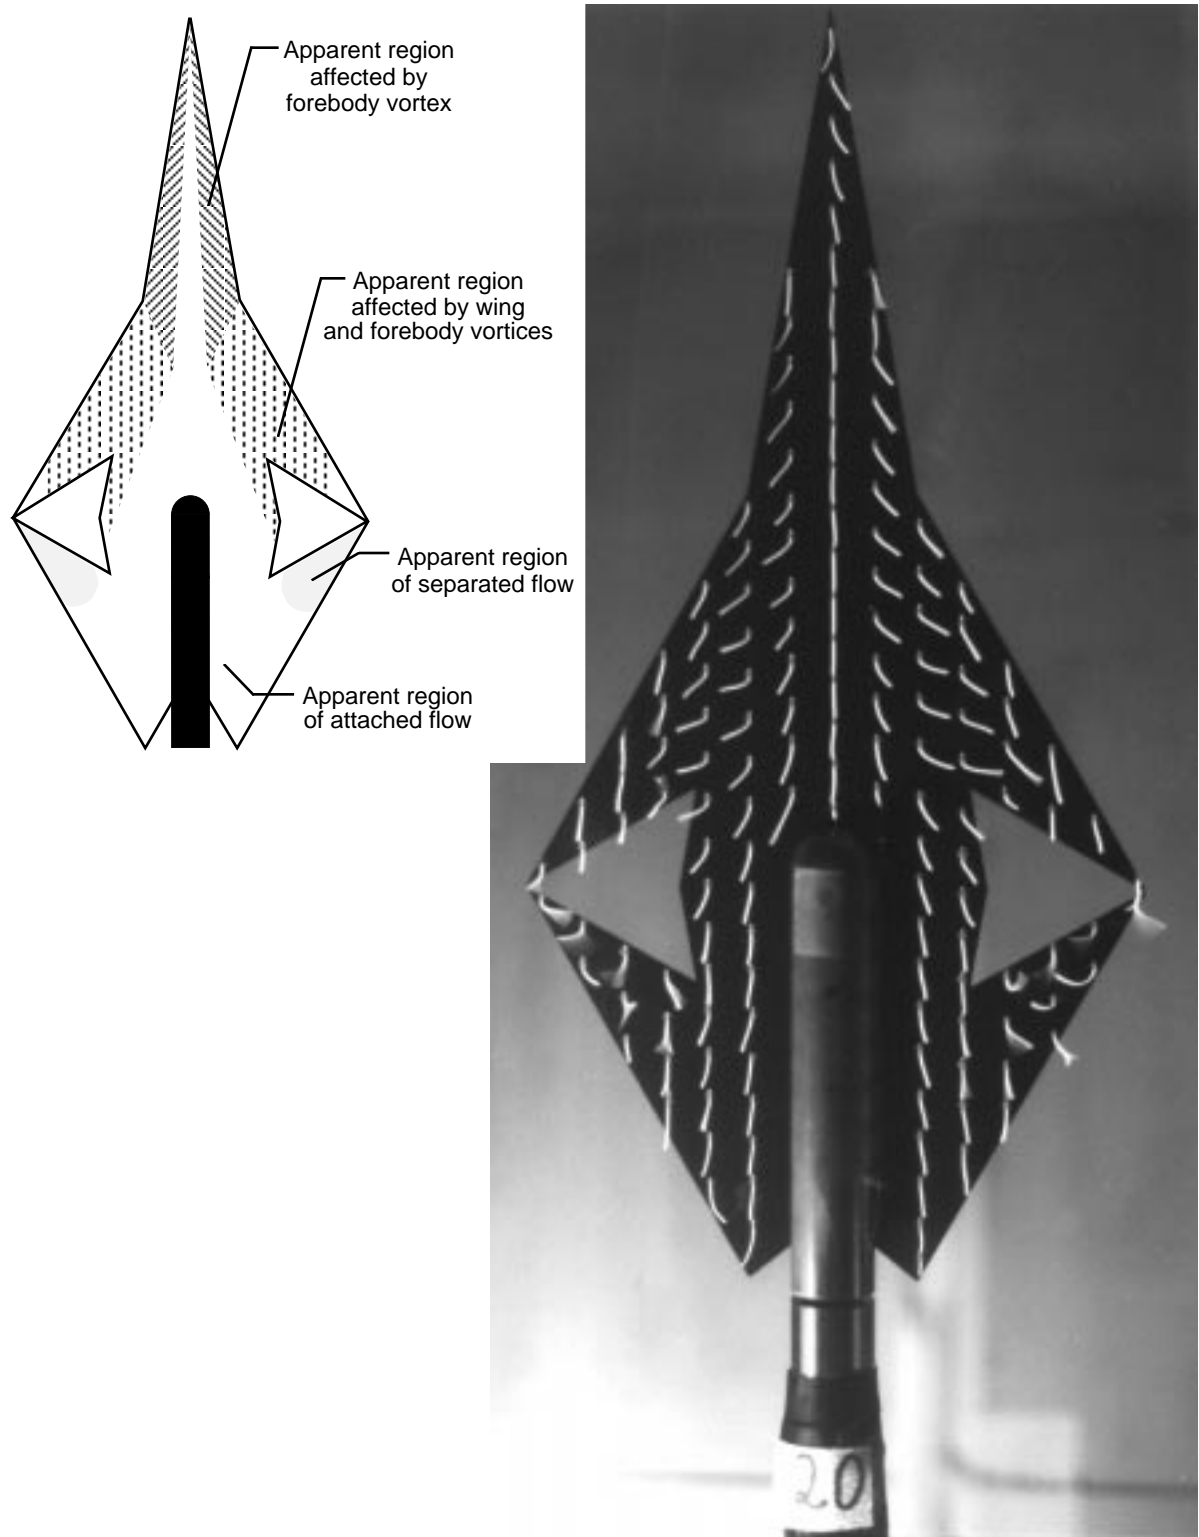 Apparent region
affected by
forebody vortex
Apparent region
affected by wing
and forebody vortices
Apparent region
of separated flow
Apparent region
of attached flow
20